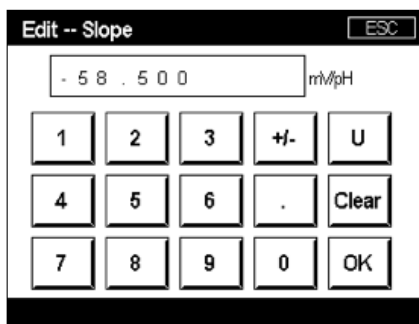 Edit -- Slope ESC
- 5 8 . 5 0 0 mV/pH
1 2 3 +/- U
4 5 6 . Clear
7 8 9 0 OK